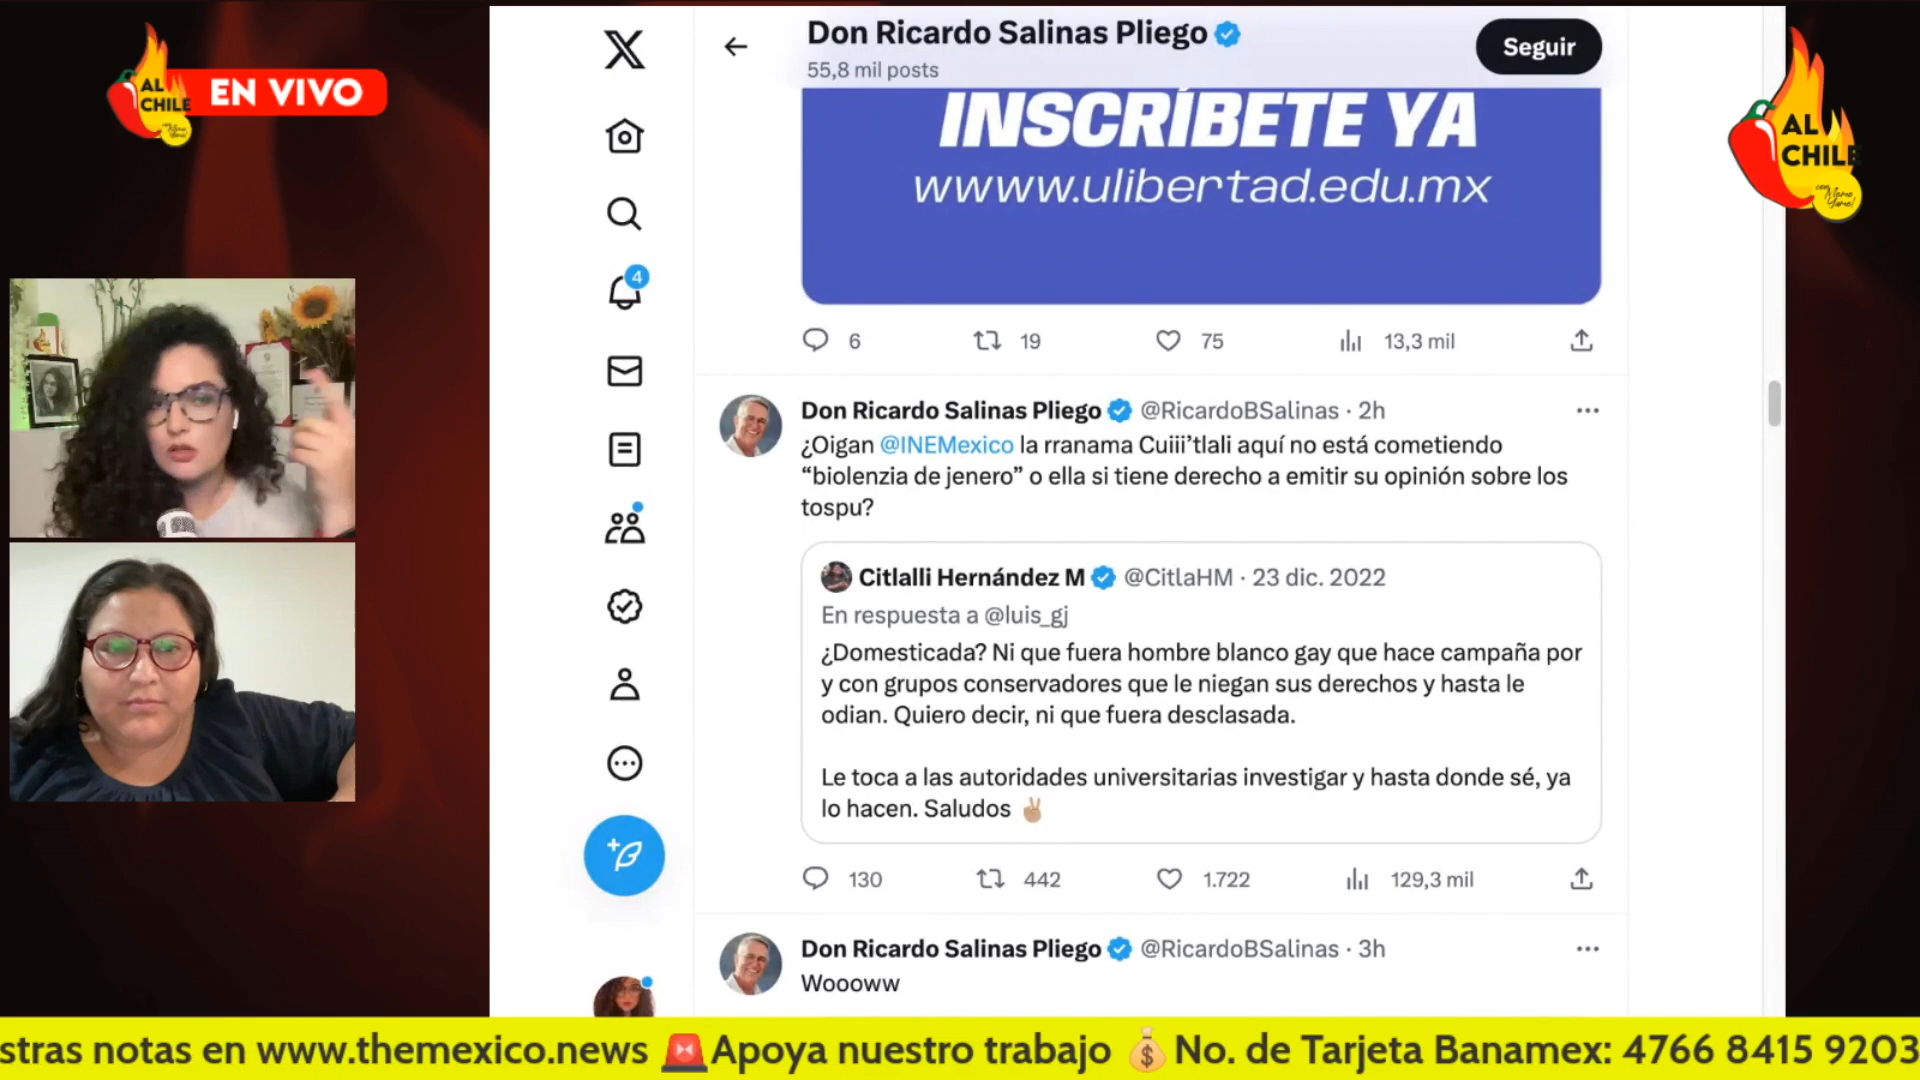 AL
CHILE
EN VIVO
Don Ricardo Salinas Pliego
55,8 mil posts
Seguir
AL
CHILE
INSCRÍBETE YA
wwww.ulibertad.edu.mx
4
6
19
75
13,3 mil
Don Ricardo Salinas Pliego @RicardoBSalinas · 2h
¿Oigan @INEMexico la rranama Cuiii’tlali aquí no está cometiendo
“biolenzia de jenero” o ella si tiene derecho a emitir su opinión sobre los
tospu?
Citlalli Hernández M @CitlaHM · 23 dic. 2022
En respuesta a @luis_gj
¿Domesticada? Ni que fuera hombre blanco gay que hace campaña por
y con grupos conservadores que le niegan sus derechos y hasta le
odian. Quiero decir, ni que fuera desclasada.
Le toca a las autoridades universitarias investigar y hasta donde sé, ya
lo hacen. Saludos ✌🏼
130
442
1.722
129,3 mil
Don Ricardo Salinas Pliego @RicardoBSalinas · 3h
Woooww
stras notas en www.themexico.news 🚨Apoya nuestro trabajo 💰No. de Tarjeta Banamex: 4766 8415 9203